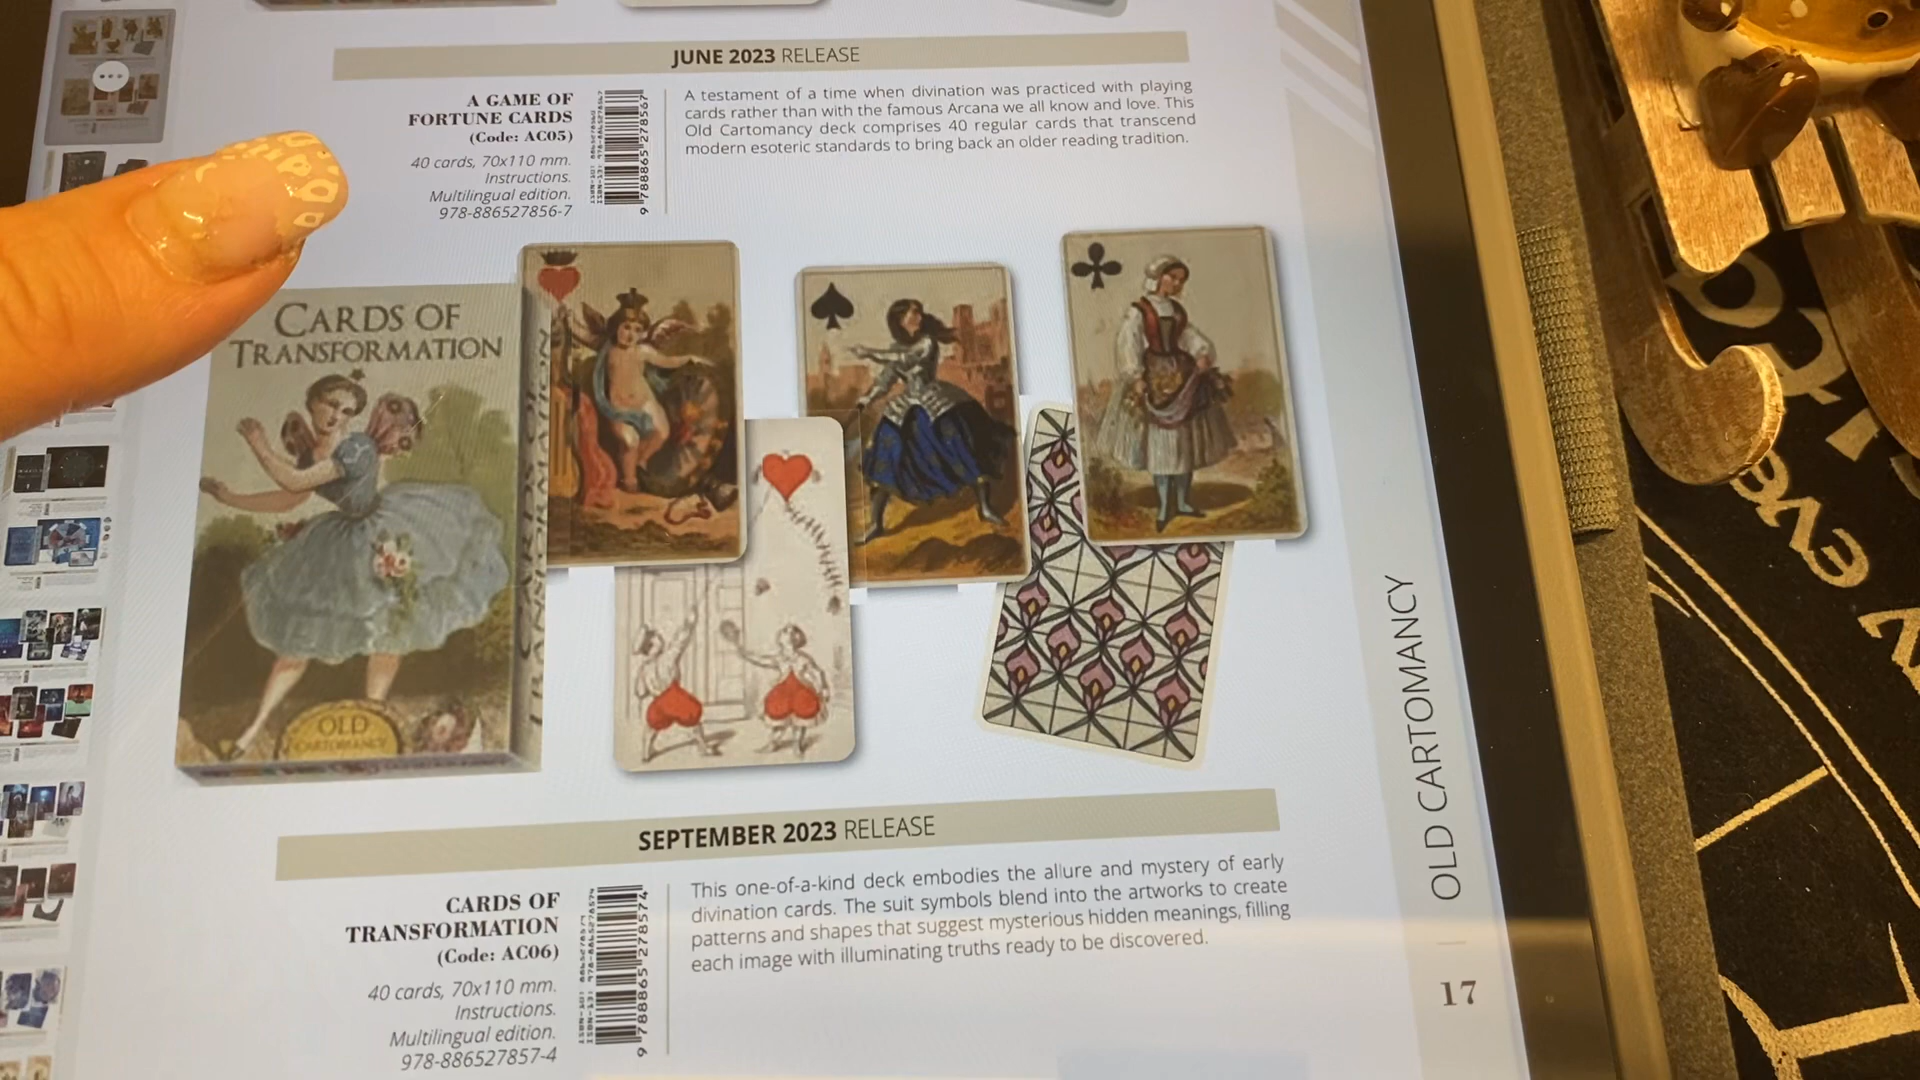 JUNE 2023 RELEASE
A GAME OF
FORTUNE CARDS
(Code: AC05)
40 cards, 70x110 mm.
Instructions.
Multilingual edition.
978-886527856-7
9 788865 278567
A testament of a time when divination was practiced with playing
cards rather than with the famous Arcana we all know and love. This
Old Cartomancy deck comprises 40 regular cards that transcend
modern esoteric standards to bring back an older reading tradition.
CARDS OF
TRANSFORMATION
OLD
CARTOMANCY
SEPTEMBER 2023 RELEASE
CARDS OF
TRANSFORMATION
(Code: AC06)
40 cards, 70x110 mm.
Instructions.
Multilingual edition.
978-886527857-4
9 788865 278574
This one-of-a-kind deck embodies the allure and mystery of early
divination cards. The suit symbols blend into the artworks to create
patterns and shapes that suggest mysterious hidden meanings, filling
each image with illuminating truths ready to be discovered.
OLD CARTOMANCY
17